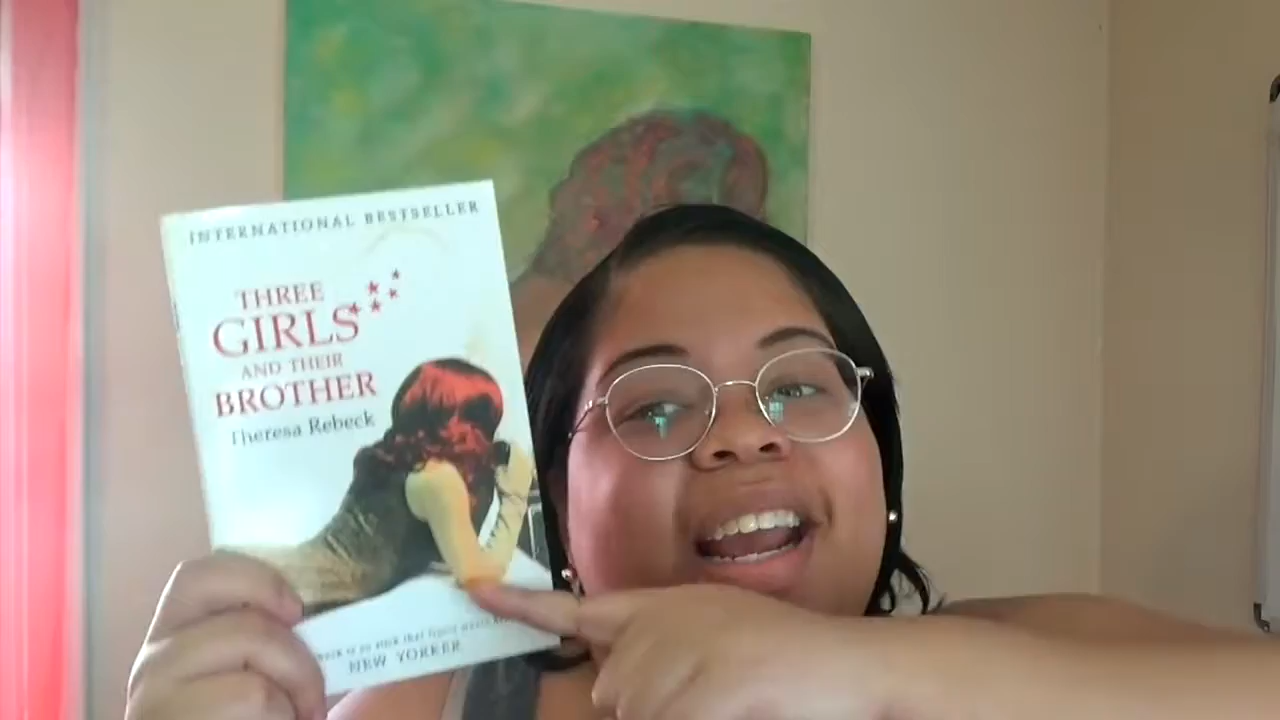 INTERNATIONAL BESTSELLER
THREE
GIRLS
AND THEIR
BROTHER
Theresa Rebeck
NEW YORKER